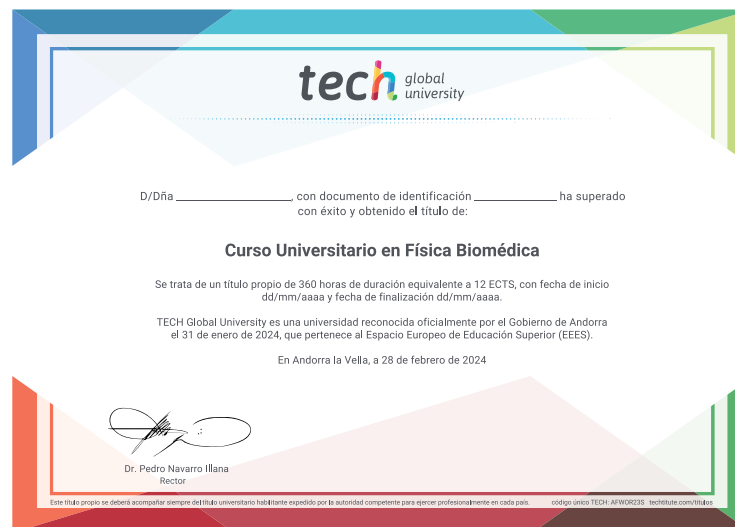 tech global university
D/Dña ____________, con documento de identificación ____________ ha superado
con éxito y obtenido el título de:
Curso Universitario en Física Biomédica
Se trata de un título propio de 360 horas de duración equivalente a 12 ECTS, con fecha de inicio
dd/mm/aaaa y fecha de finalización dd/mm/aaaa.
TECH Global University es una universidad reconocida oficialmente por el Gobierno de Andorra
el 31 de enero de 2024, que pertenece al Espacio Europeo de Educación Superior (EEES).
En Andorra la Vella, a 28 de febrero de 2024
Dr. Pedro Navarro Illana
Rector
Este título propio se deberá acompañar siempre del título universitario habilitante expedido por la autoridad competente para ejercer profesionalmente en cada país. código único TECH: AFWOR23S techtitute.com/titulos